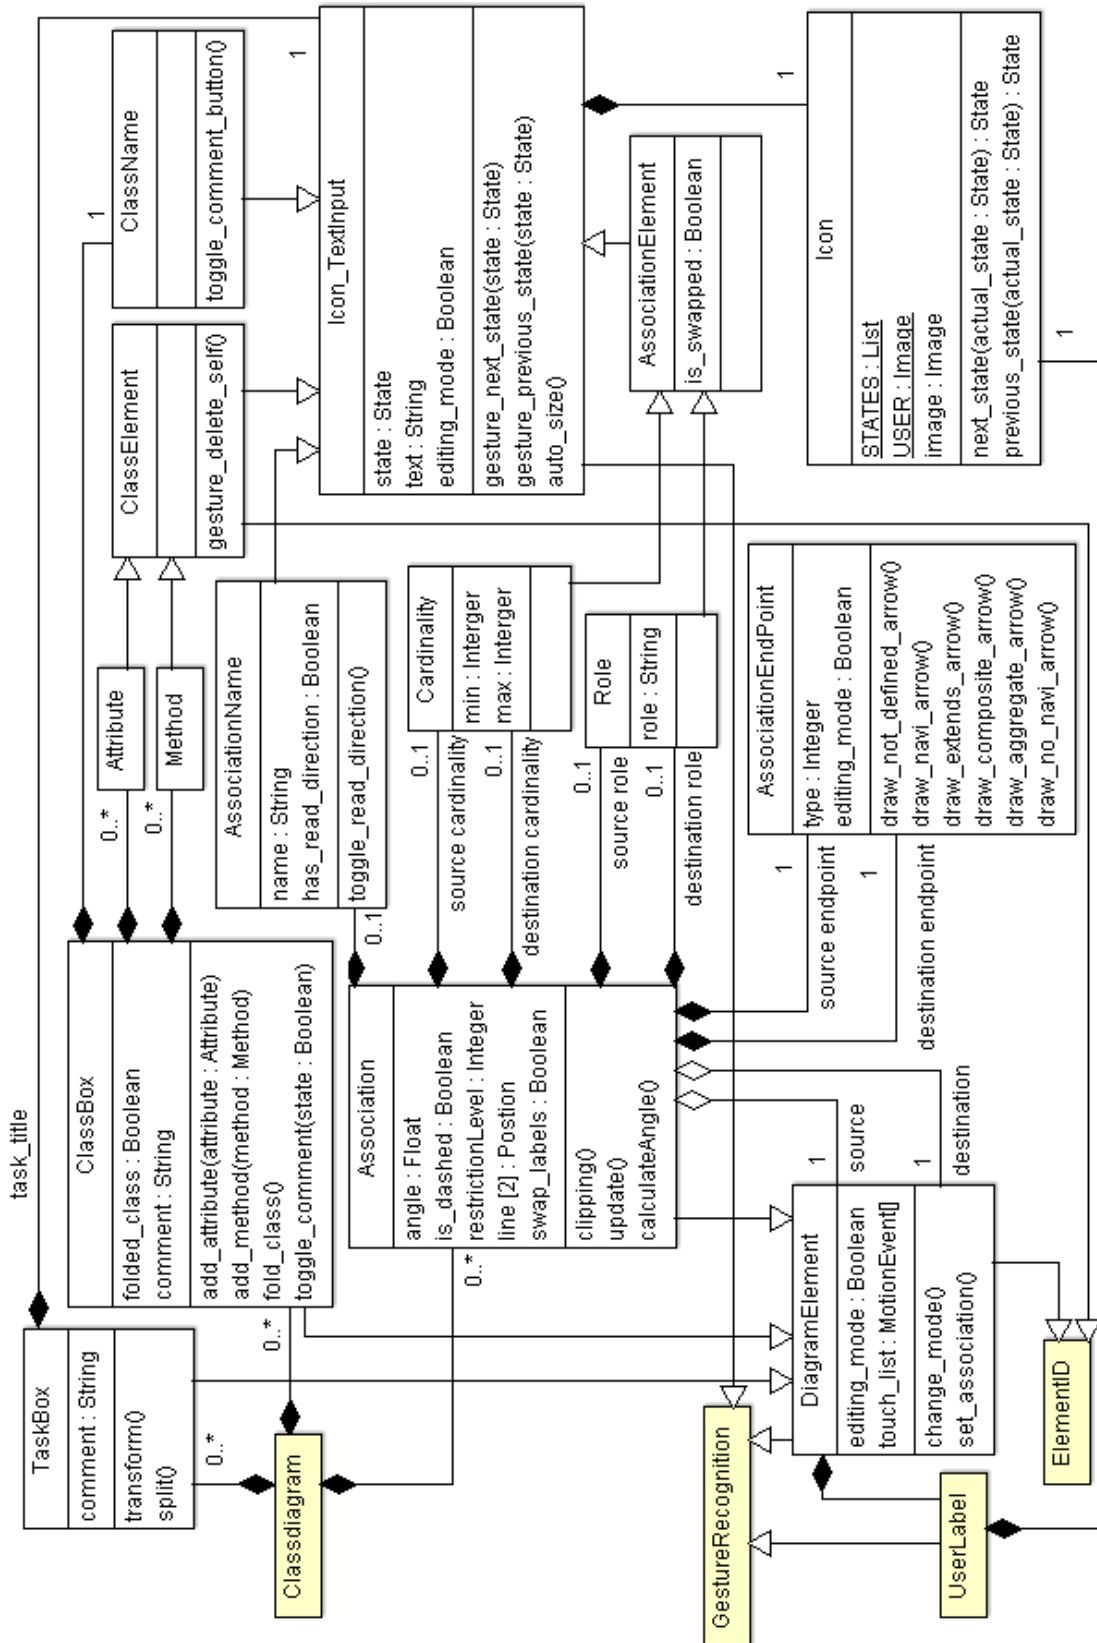 TaskBox
comment : String
transform()
split()
0..*
task_title
1
ClassBox
folded_class : Boolean
comment : String
add_attribute(attribute : Attribute)
add_method(method : Method)
fold_class()
toggle_comment(state : Boolean)
0..*
1
ClassName
toggle_comment_button()
Attribute
0..*
Method
0..*
ClassElement
gesture_delete_self()
Classdiagram
AssociationName
name : String
has_read_direction : Boolean
toggle_read_direction()
0..1
Icon_TextInput
state : State
text : String
editing_mode : Boolean
gesture_next_state(state : State)
gesture_previous_state(state : State)
auto_size()
Association
angle : Float
is_dashed : Boolean
restrictionLevel : Integer
line [2] : Postion
swap_labels : Boolean
clipping()
update()
calculateAngle()
0..*
Cardinality
min : Interger
max : Interger
0..1
source cardinality
0..1
destination cardinality
Role
role : String
0..1
source role
0..1
destination role
AssociationElement
is_swapped : Boolean
1
GestureRecognition
DiagramElement
editing_mode : Boolean
touch_list : MotionEvent[]
change_mode()
set_association()
1
source
1
destination
AssociationEndPoint
type : Integer
editing_mode : Boolean
draw_not_defined_arrow()
draw_navi_arrow()
draw_extends_arrow()
draw_composite_arrow()
draw_aggregate_arrow()
draw_no_navi_arrow()
1
source endpoint
1
destination endpoint
Icon
STATES : List
USER : Image
image : Image
next_state(actual_state : State) : State
previous_state(actual_state : State) : State
1
UserLabel
ElementID